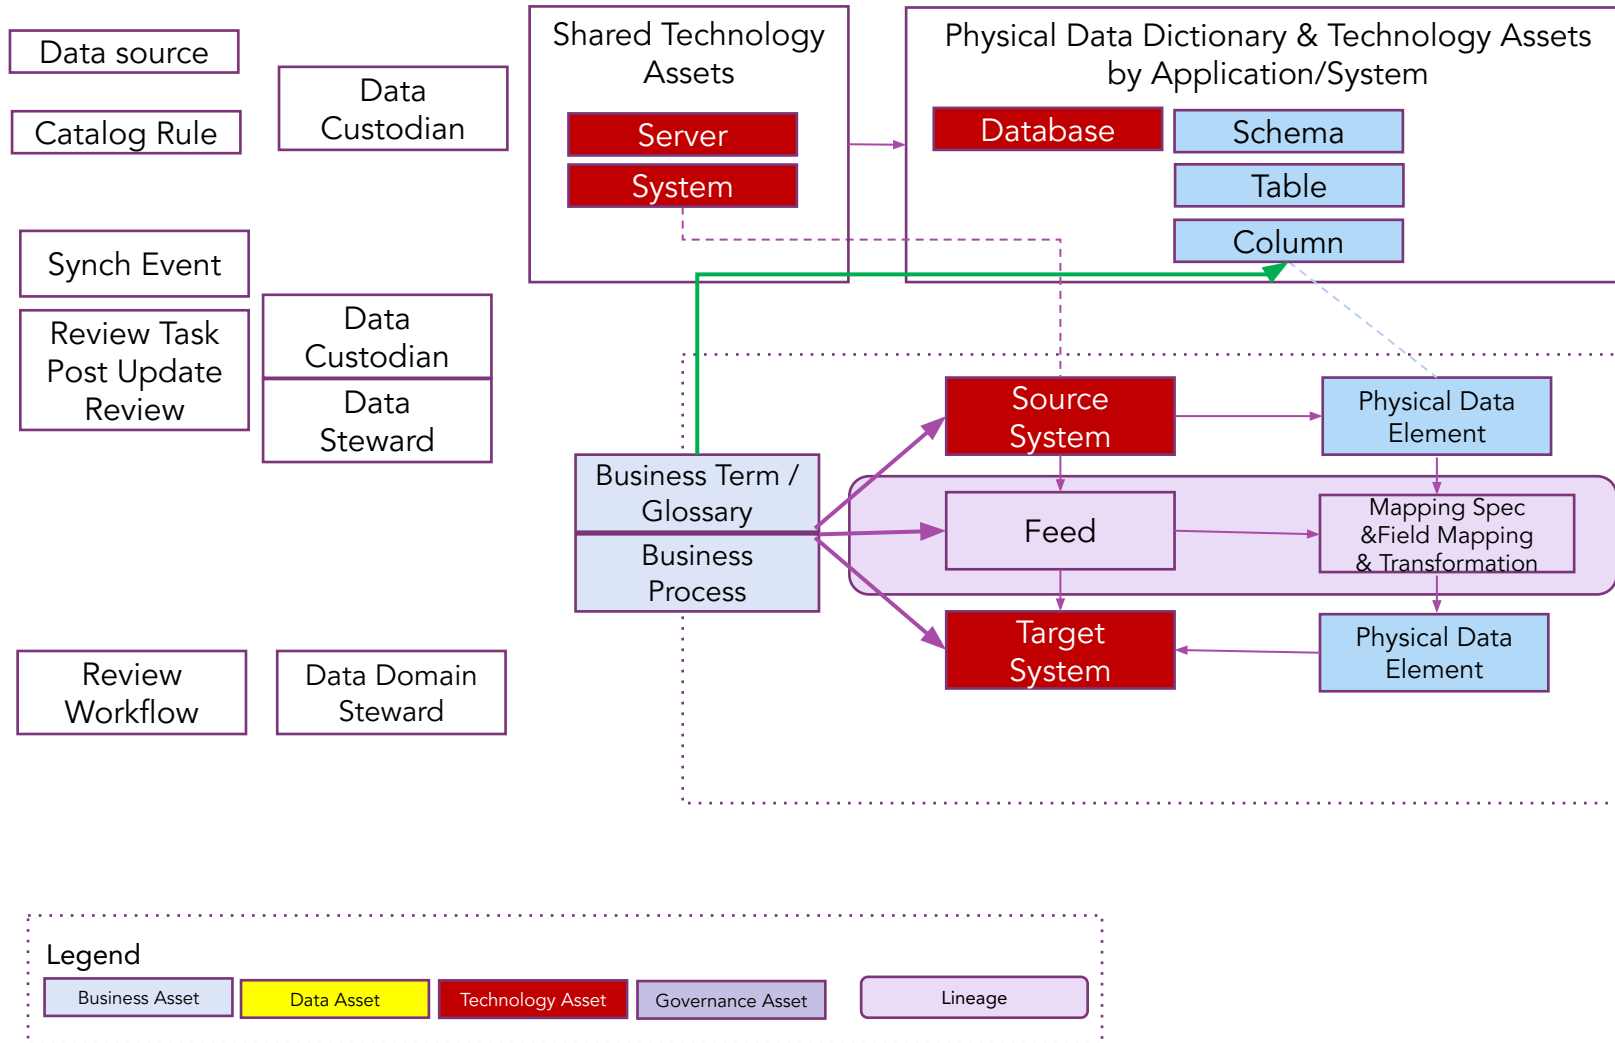 Data source
Catalog Rule
Data
Custodian
Synch Event
Review Task
Post Update
Review
Data
Custodian
Data
Steward
Review
Workflow
Data Domain
Steward
Shared Technology
Assets
Server
System
Physical Data Dictionary & Technology Assets
by Application/System
Database
Schema
Table
Column
Business Term /
Glossary
Business
Process
Source
System
Physical Data
Element
Feed
Mapping Spec
&Field Mapping
& Transformation
Target
System
Physical Data
Element
Legend
Business Asset
Data Asset
Technology Asset
Governance Asset
Lineage